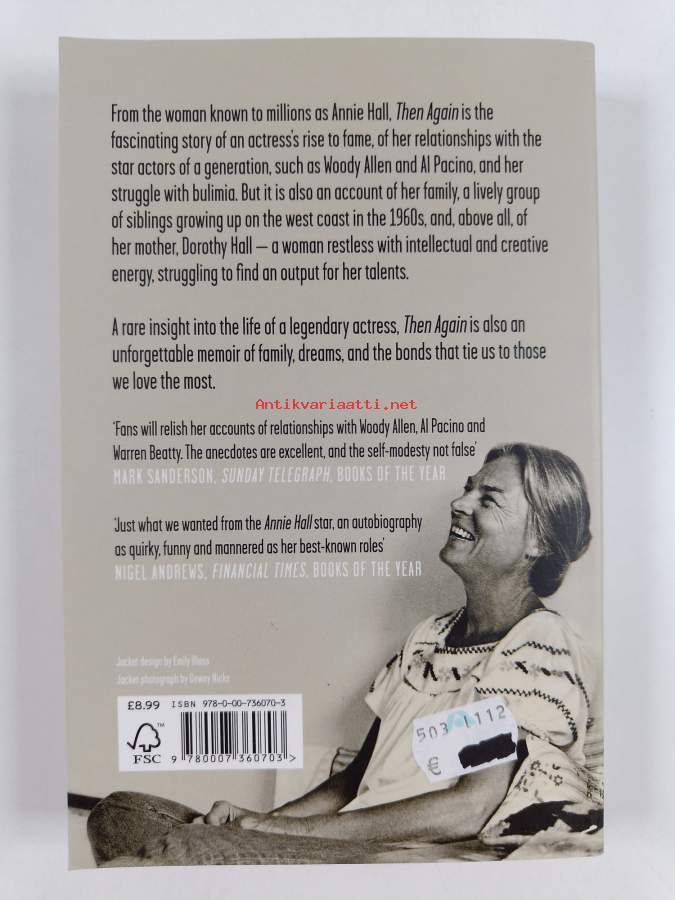 From the woman known to millions as Annie Hall, Then Again is the
fascinating story of an actress's rise to fame, of her relationships with the
star actors of a generation, such as Woody Allen and Al Pacino, and her
struggle with bulimia. But it is also an account of her family, a lively group
of siblings growing up on the west coast in the 1960s, and, above all, of
her mother, Dorothy Hall – a woman restless with intellectual and creative
energy, struggling to find an output for her talents.
A rare insight into the life of a legendary actress, Then Again is also an
unforgettable memoir of family, dreams, and the bonds that tie us to those
we love the most.
Antikvariaatti.net
'Fans will relish her accounts of relationships with Woody Allen, Al Pacino and
Warren Beatty. The anecdotes are excellent, and the self-modesty not false'
MARK SANDERSON, SUNDAY TELEGRAPH, BOOKS OF THE YEAR
'Just what we wanted from the Annie Hall star, an autobiography
as quirky, funny and mannered as her best-known roles'
NIGEL ANDREWS, FINANCIAL TIMES, BOOKS OF THE YEAR
Jacket design by Emily
Jacket photograph by Dewey Nicks
£8.99 ISBN 978-0-00-736070-3
FSC
TM
9 780007 360703 >
503 1112
€